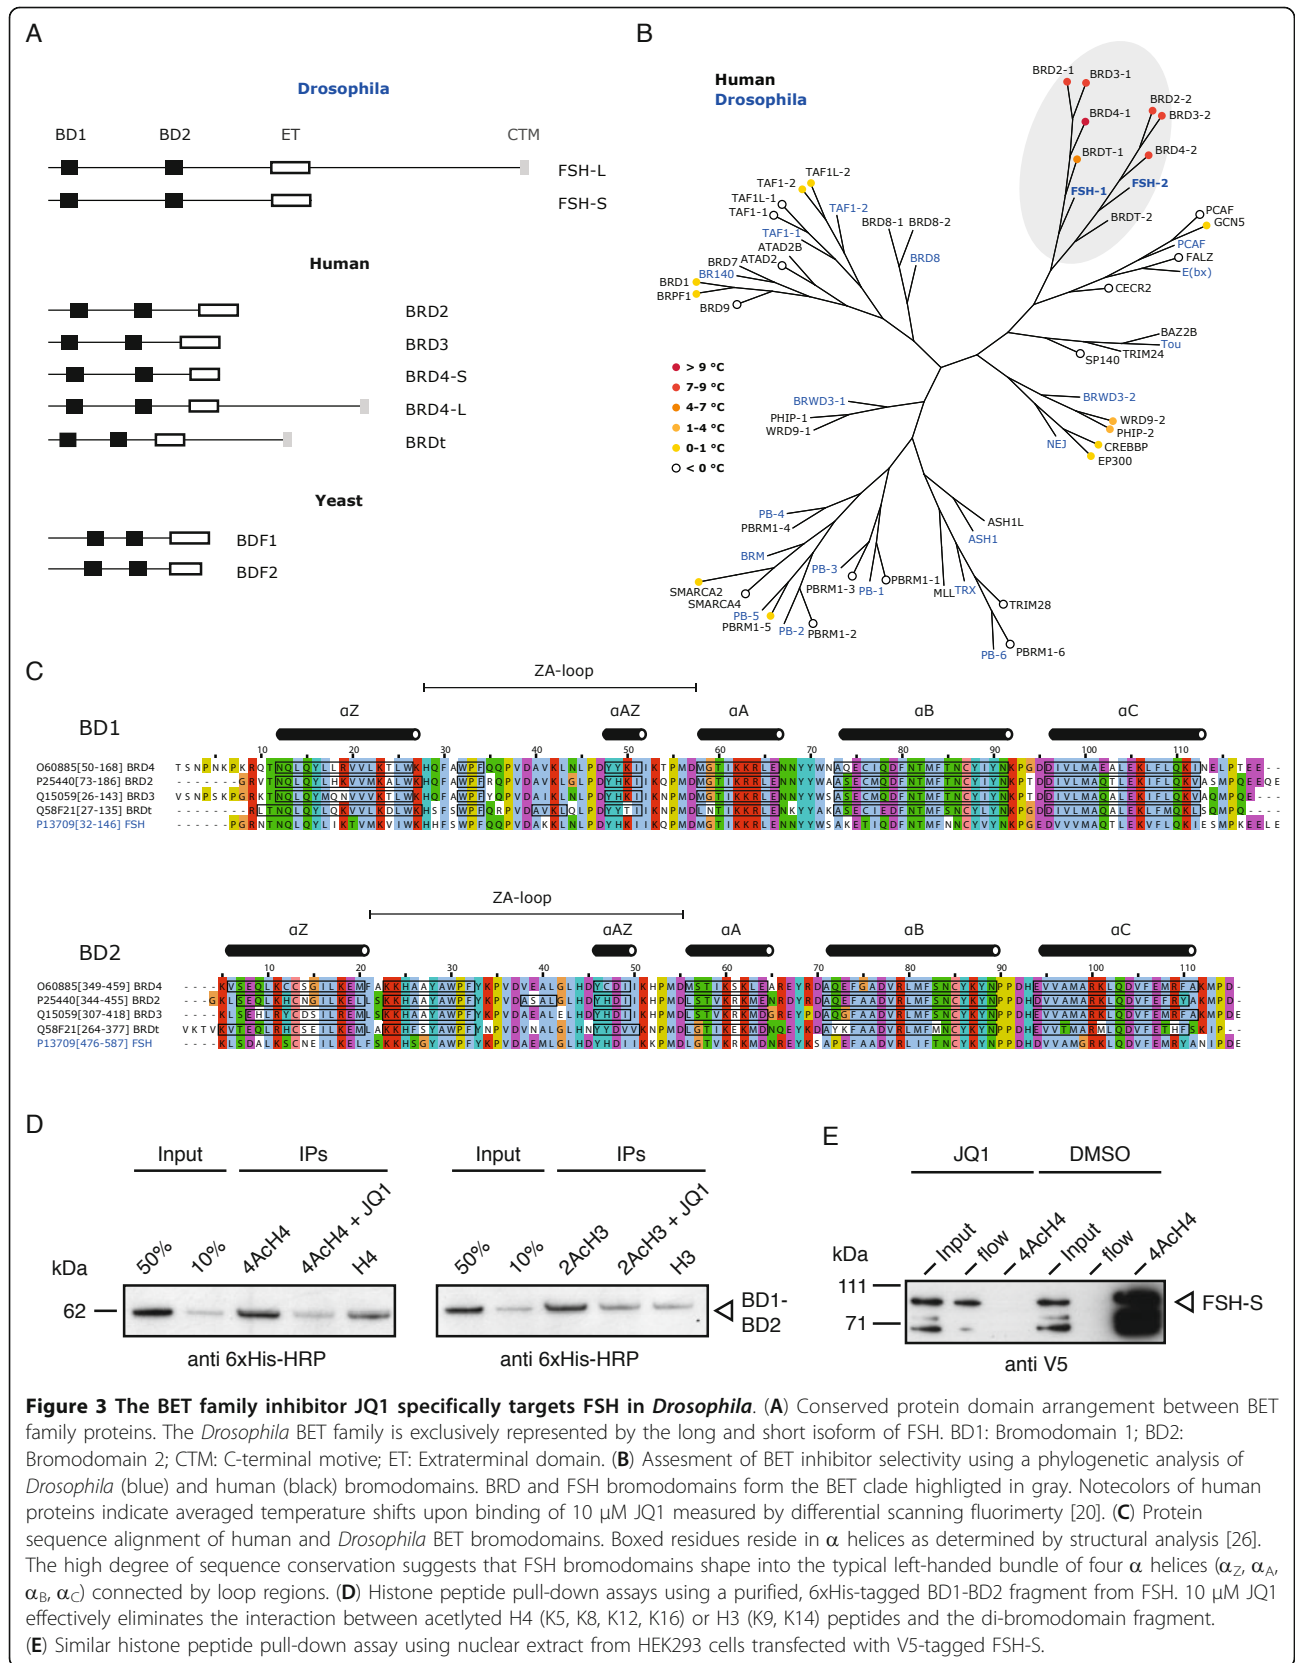 A
Drosophila
BD1 BD2 ET CTM
FSH-L
FSH-S
Human
BRD2
BRD3
BRD4-S
BRD4-L
BRDt
Yeast
BDF1
BDF2
B
Human
Drosophila
BRD2-1
BRD3-1
BRD4-1
BRDT-1
FSH-1
BRD2-2
BRD3-2
BRD4-2
FSH-2
BRDT-2
PCAF
GCN5
PCAF
FALZ
E(bx)
CECR2
BAZ2B
Tou
TRIM24
SP140
BRWD3-2
WRD9-2
PHIP-2
CREBBP
EP300
NEJ
TAF1L-2
TAF1-2
TAF1L-1
TAF1-1
TAF1-2
TAF1-1
ATAD2B
ATAD2
BRD7
BR140
BRD1
BRPF1
BRD9
BRD8-1
BRD8-2
BRD8
> 9 °C
7-9 °C
4-7 °C
1-4 °C
0-1 °C
< 0 °C
BRWD3-1
PHIP-1
WRD9-1
PB-4
PBRM1-4
BRM
SMARCA2
SMARCA4
PB-5
PBRM1-5
PB-2
PBRM1-2
PB-3
PBRM1-3
PB-1
PBRM1-1
MLL
TRX
ASH1L
ASH1
TRIM28
PB-6
PBRM1-6
C
ZA-loop
BD1
αZ αAZ αA αB αC
10 20 30 40 50 60 70 80 90 100 110
O60885[50-168] BRD4
P25440[73-186] BRD2
Q15059[26-143] BRD3
Q58F21[27-135] BRDt
P13709[32-146] FSH
ZA-loop
BD2
αZ αAZ αA αB αC
10 20 30 40 50 60 70 80 90 100 110
O60885[349-459] BRD4
P25440[344-455] BRD2
Q15059[307-418] BRD3
Q58F21[264-377] BRDt
P13709[476-587] FSH
D
Input IPs
50% 10% 4AcH4 4AcH4 + JQ1 H4
kDa
62
anti 6xHis-HRP
Input IPs
50% 10% 2AcH3 2AcH3 + JQ1 H3
BD1-
BD2
anti 6xHis-HRP
E
JQ1 DMSO
Input flow 4AcH4 Input flow 4AcH4
kDa
111
71
FSH-S
anti V5
Figure 3 The BET family inhibitor JQ1 specifically targets FSH in Drosophila. (A) Conserved protein domain arrangement between BET
family proteins. The Drosophila BET family is exclusively represented by the long and short isoform of FSH. BD1: Bromodomain 1; BD2:
Bromodomain 2; CTM: C-terminal motive; ET: Extraterminal domain. (B) Assesment of BET inhibitor selectivity using a phylogenetic analysis of
Drosophila (blue) and human (black) bromodomains. BRD and FSH bromodomains form the BET clade highligted in gray. Notecolors of human
proteins indicate averaged temperature shifts upon binding of 10 μM JQ1 measured by differential scanning fluorimerty [20]. (C) Protein
sequence alignment of human and Drosophila BET bromodomains. Boxed residues reside in α helices as determined by structural analysis [26].
The high degree of sequence conservation suggests that FSH bromodomains shape into the typical left-handed bundle of four α helices (αZ, αA,
αB, αC) connected by loop regions. (D) Histone peptide pull-down assays using a purified, 6xHis-tagged BD1-BD2 fragment from FSH. 10 μM JQ1
effectively eliminates the interaction between acetlyted H4 (K5, K8, K12, K16) or H3 (K9, K14) peptides and the di-bromodomain fragment.
(E) Similar histone peptide pull-down assay using nuclear extract from HEK293 cells transfected with V5-tagged FSH-S.